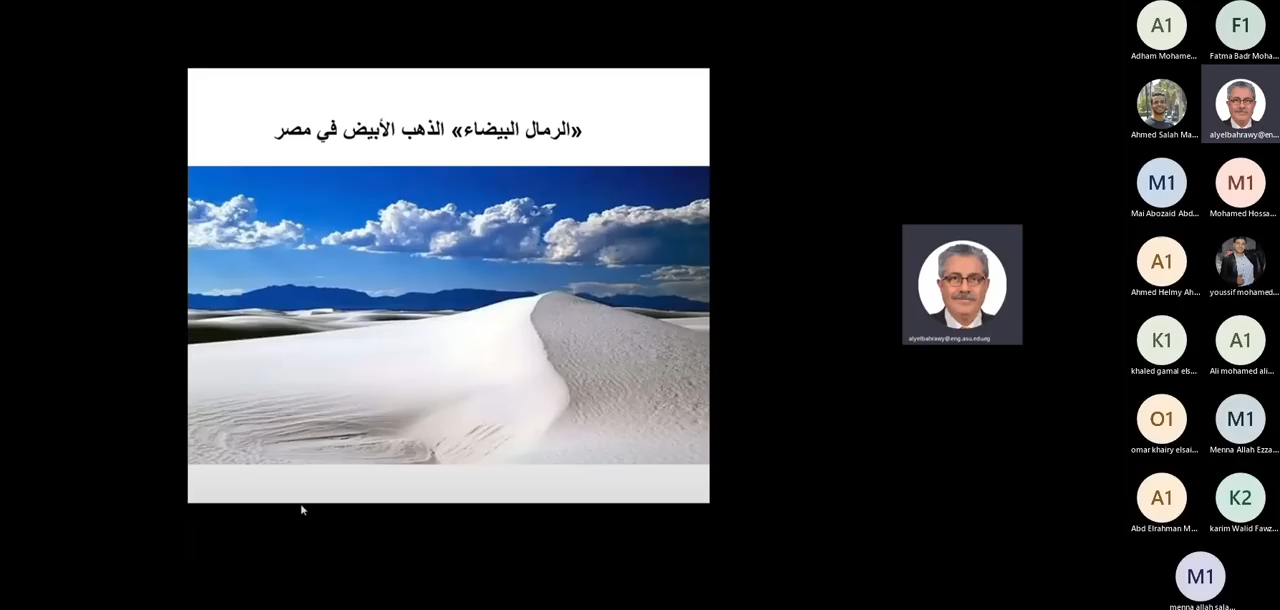 «الرمال البيضاء» الذهب الأبيض في مصر
alyelbahrawy@eng.asu.edu.eg
A1
Adham Mohame...
F1
Fatma Badr Moha...
Ahmed Salah Ma...
alyelbahrawy@en...
M1
Mai Abozaid Abd...
M1
Mohamed Hossa...
A1
Ahmed Helmy Ah...
youssif mohamed...
K1
khaled gamal els...
A1
Ali mohamed ali...
O1
omar khairy elsai...
M1
Menna Allah Ezza...
A1
Abd Elrahman M...
K2
karim Walid Fawz...
M1
menna allah sala...